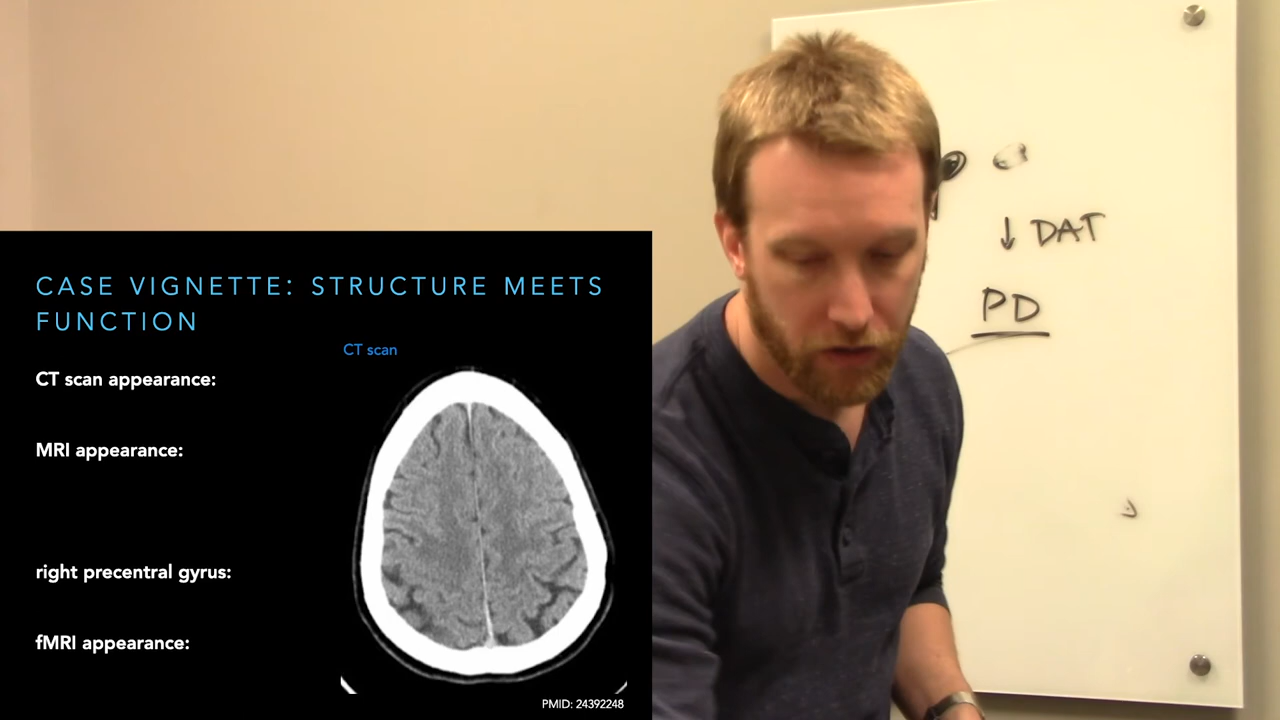 CASE VIGNETTE: STRUCTURE MEETS
FUNCTION
CT scan
CT scan appearance:
MRI appearance:
right precentral gyrus:
fMRI appearance:
PMID: 24392248
↓ DAT
PD